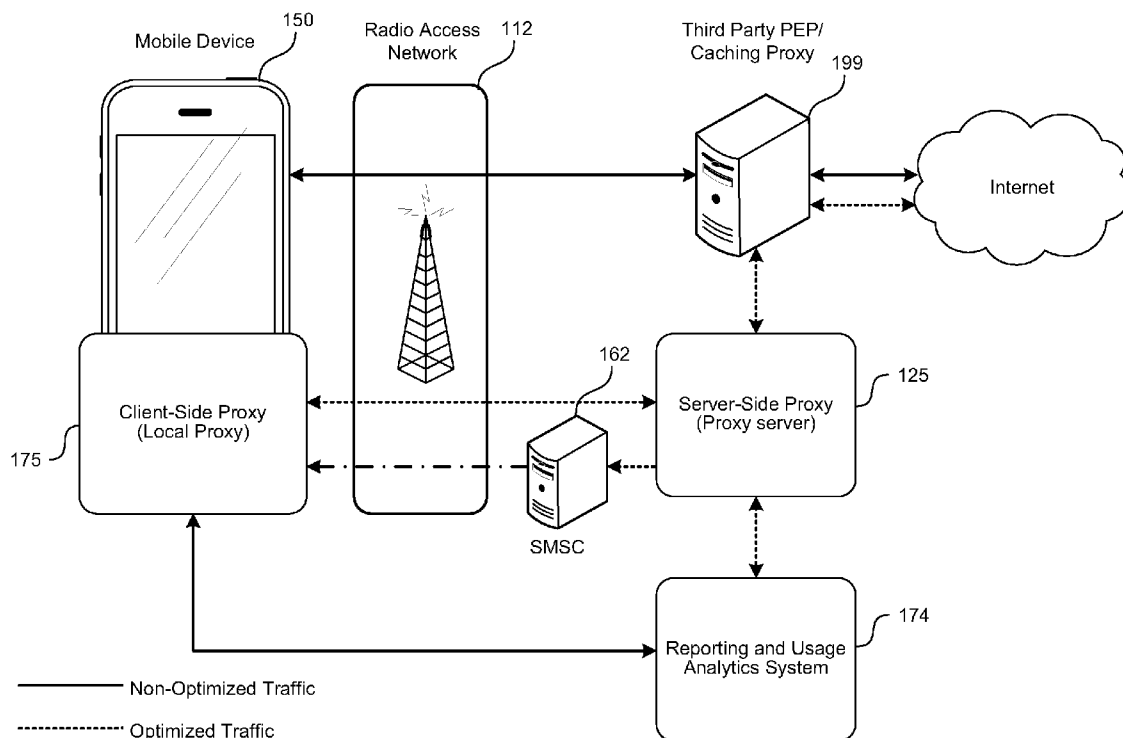 150
Mobile Device
Radio Access
Network
112
Third Party PEP/
Caching Proxy
199
Internet
162
125
Client-Side Proxy
(Local Proxy)
Server-Side Proxy
(Proxy server)
175
SMSC
174
Reporting and Usage
Analytics System
Non-Optimized Traffic
Optimized Traffic